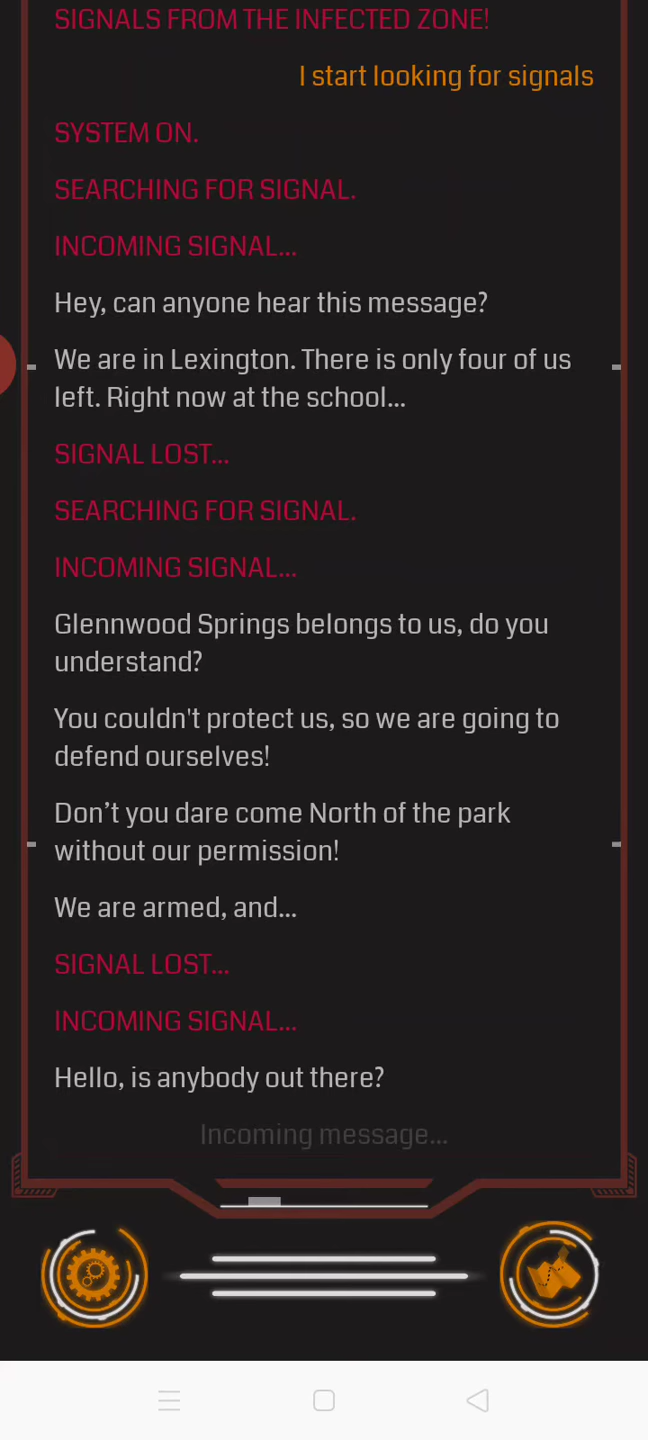 SIGNALS FROM THE INFECTED ZONE!
I start looking for signals
SYSTEM ON.
SEARCHING FOR SIGNAL.
INCOMING SIGNAL...
Hey, can anyone hear this message?
We are in Lexington. There is only four of us
left. Right now at the school...
SIGNAL LOST...
SEARCHING FOR SIGNAL.
INCOMING SIGNAL...
Glennwood Springs belongs to us, do you
understand?
You couldn't protect us, so we are going to
defend ourselves!
Don’t you dare come North of the park
without our permission!
We are armed, and...
SIGNAL LOST...
INCOMING SIGNAL...
Hello, is anybody out there?
Incoming message...